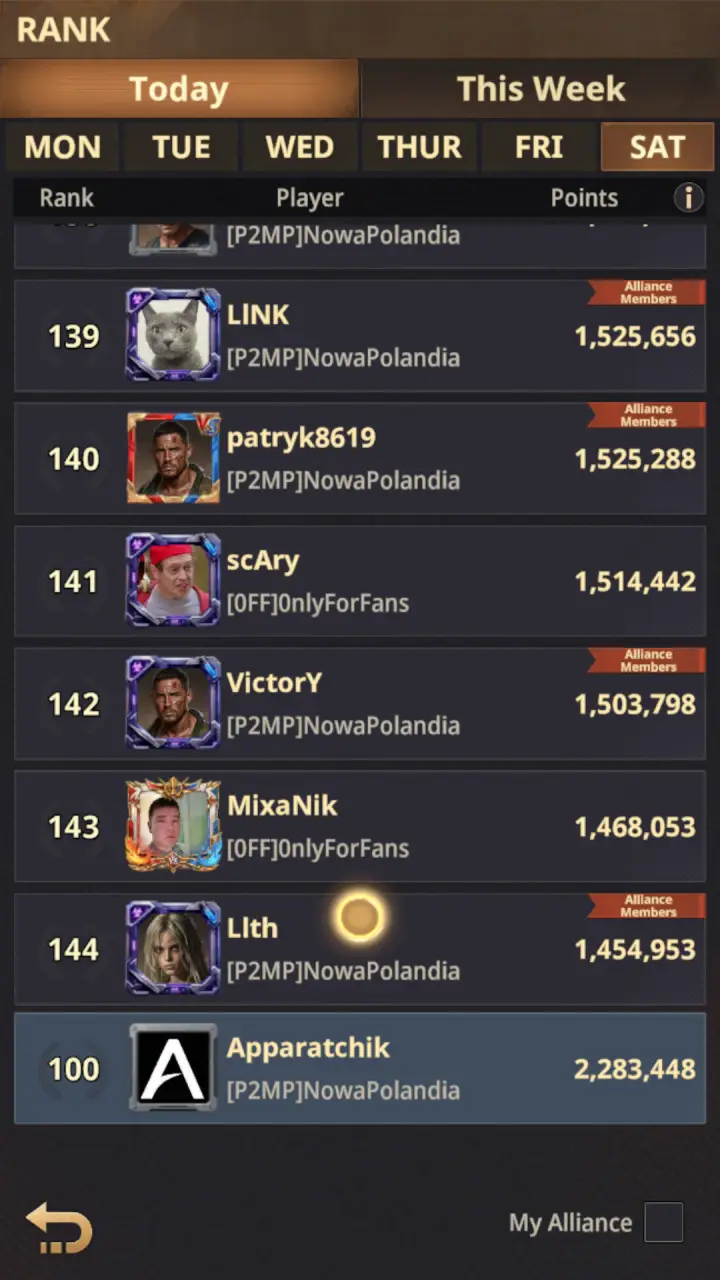 RANK
Today
This Week
MON
TUE
WED
THUR
FRI
SAT
Rank
Player
Points
[P2MP]NowaPolandia
Alliance
Members
139
LlNK
[P2MP]NowaPolandia
1,525,656
Alliance
Members
140
patryk8619
[P2MP]NowaPolandia
1,525,288
141
scAry
[0FF]0nlyForFans
1,514,442
Alliance
Members
142
VictorY
[P2MP]NowaPolandia
1,503,798
143
MixaNik
[0FF]0nlyForFans
1,468,053
Alliance
Members
144
Llth
[P2MP]NowaPolandia
1,454,953
100
Apparatchik
[P2MP]NowaPolandia
2,283,448
My Alliance